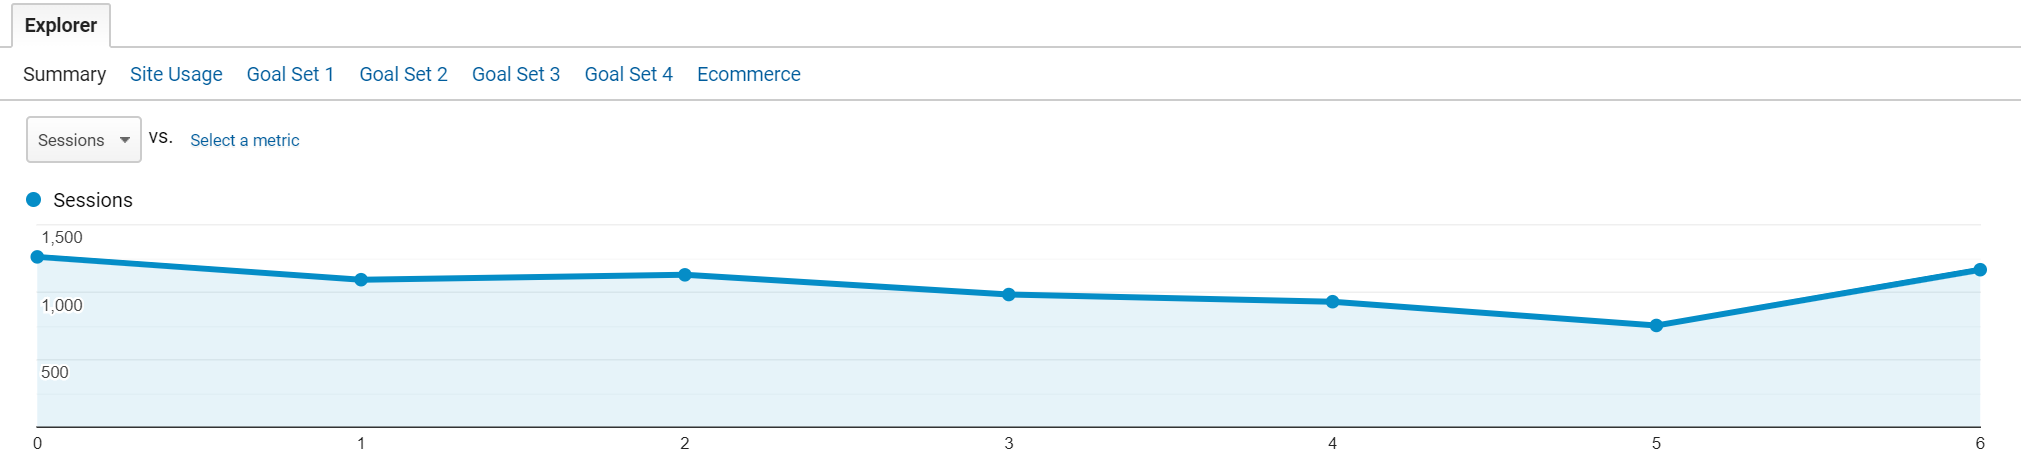 Explorer
Summary Site Usage Goal Set 1 Goal Set 2 Goal Set 3 Goal Set 4 Ecommerce
Sessions vs. Select a metric
Sessions
1,500
1,000
500
0 1 2 3 4 5 6